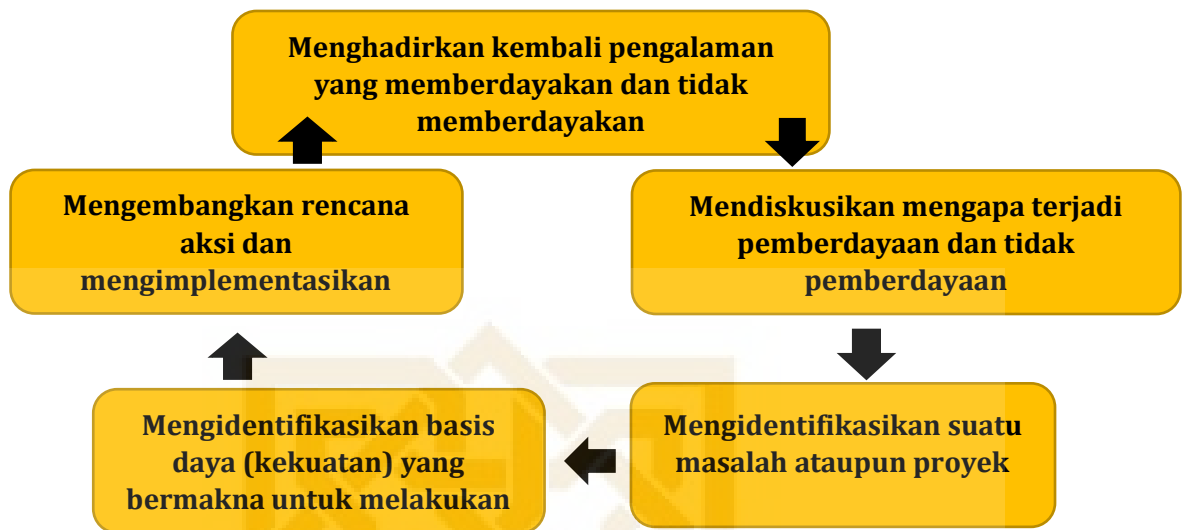 Menghadirkan kembali pengalaman
yang memberdayakan dan tidak
memberdayakan
Mendiskusikan mengapa terjadi
pemberdayaan dan tidak
pemberdayaan
Mengidentifikasikan suatu
masalah ataupun proyek
Mengidentifikasikan basis
daya (kekuatan) yang
bermakna untuk melakukan
Mengembangkan rencana
aksi dan
mengimplementasikan